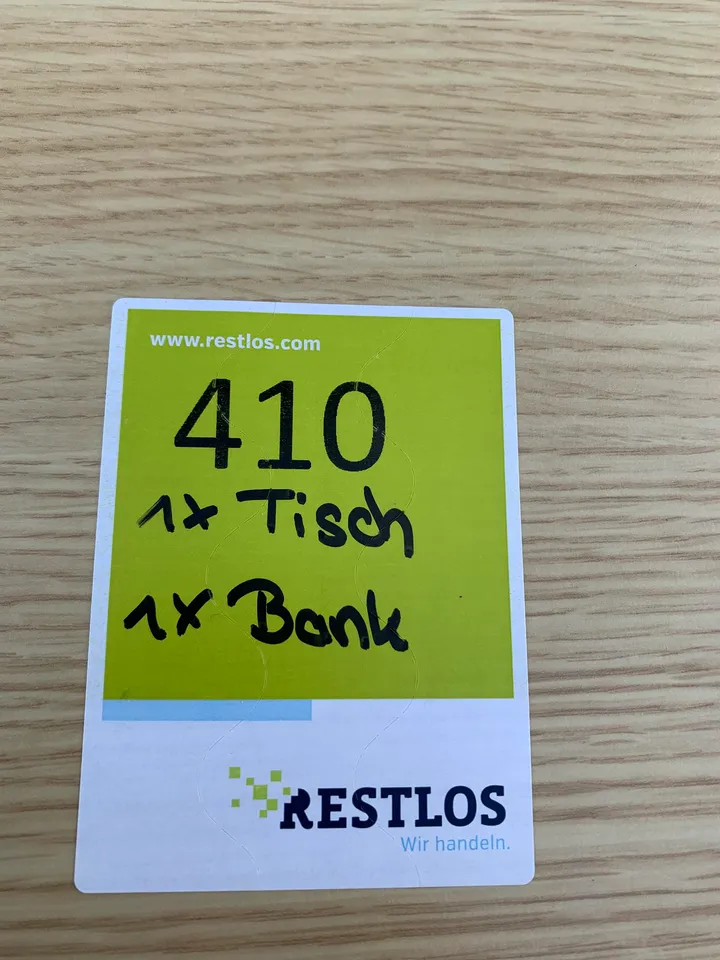 www.restlos.com
410
1x Tisch
1x Bank
RESTLOS
Wir handeln.